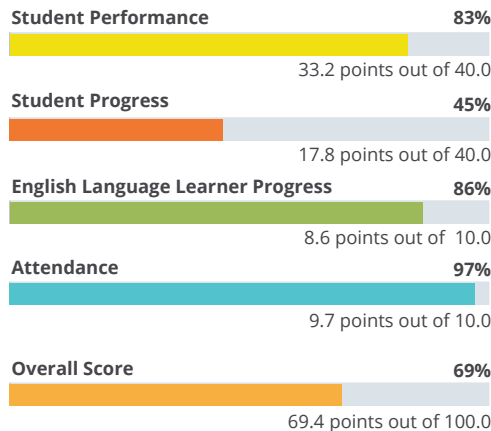 Student Performance 83%
33.2 points out of 40.0
Student Progress 45%
17.8 points out of 40.0
English Language Learner Progress 86%
8.6 points out of 10.0
Attendance 97%
9.7 points out of 10.0
Overall Score 69%
69.4 points out of 100.0